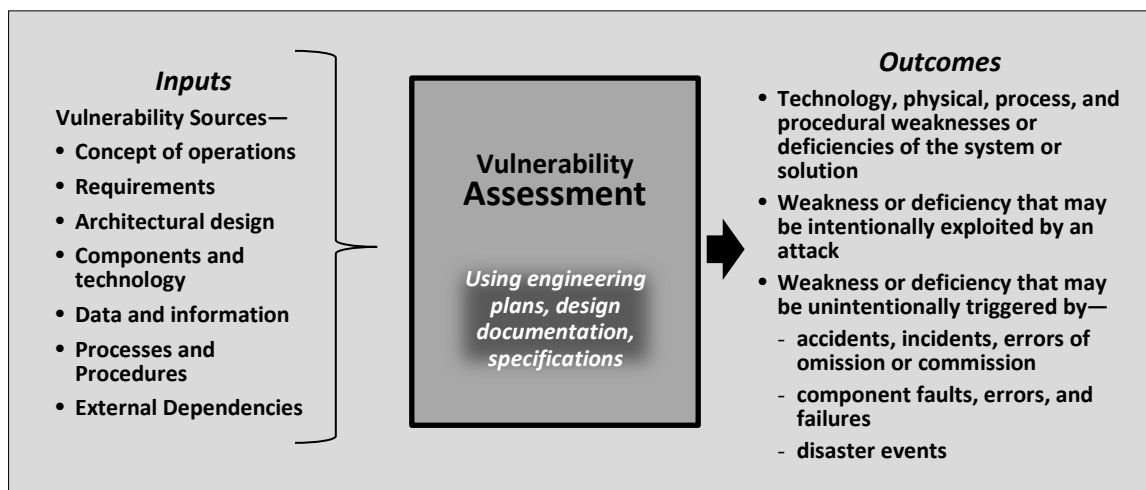 Inputs
Vulnerability Sources—
• Concept of operations
• Requirements
• Architectural design
• Components and
technology
• Data and information
• Processes and
Procedures
• External Dependencies
Vulnerability
Assessment
Using engineering
plans, design
documentation,
specifications
Outcomes
• Technology, physical, process, and
procedural weaknesses or
deficiencies of the system or
solution
• Weakness or deficiency that may
be intentionally exploited by an
attack
• Weakness or deficiency that may
be unintentionally triggered by—
- accidents, incidents, errors of
omission or commission
- component faults, errors, and
failures
- disaster events